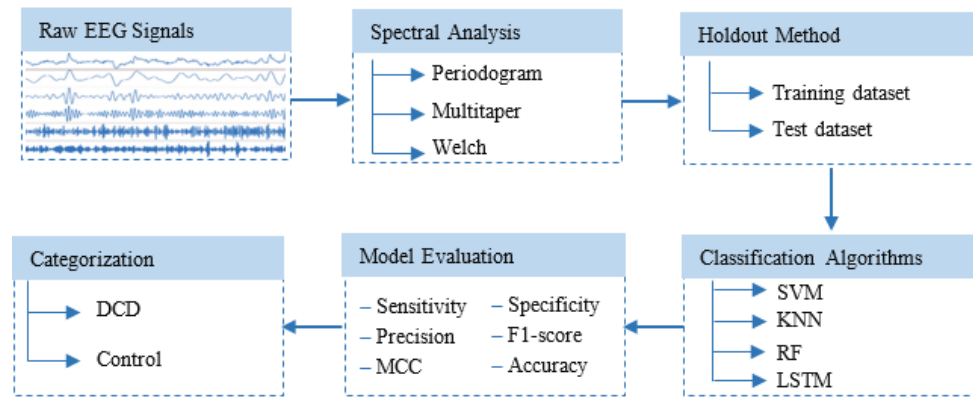 Raw EEG Signals
Spectral Analysis
Periodogram
Multitaper
Welch
Holdout Method
Training dataset
Test dataset
Categorization
DCD
Control
Model Evaluation
– Sensitivity – Specificity
– Precision – F1-score
– MCC – Accuracy
Classification Algorithms
SVM
KNN
RF
LSTM